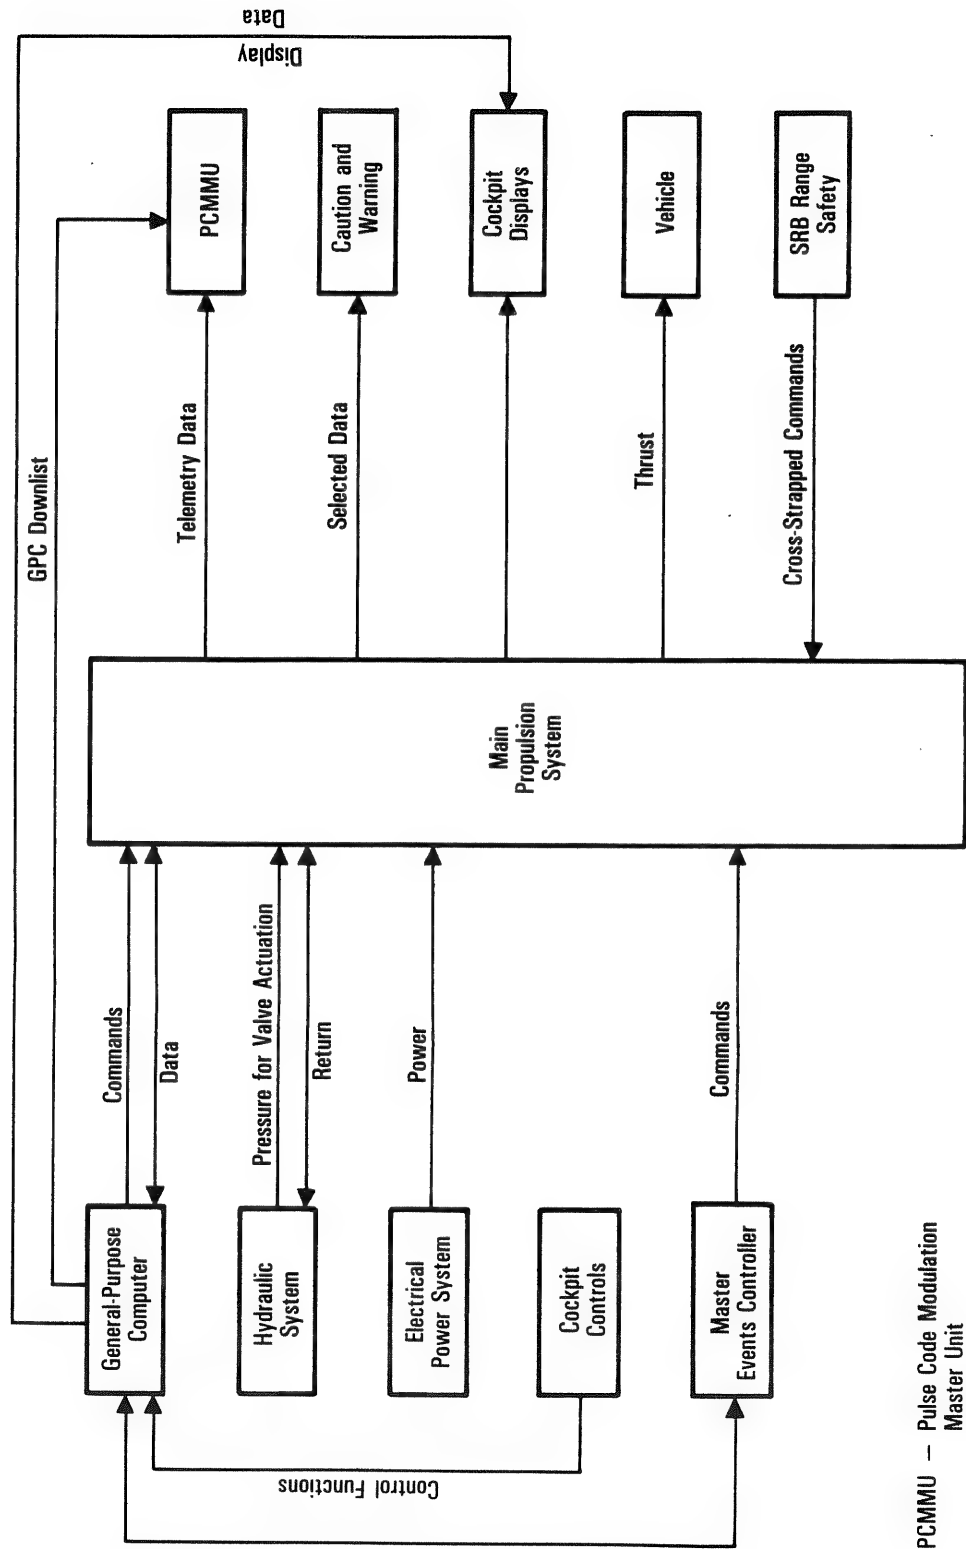 Display
Data
GPC Downlist
General-Purpose
Computer
Commands
Data
Telemetry Data
PCMMU
Hydraulic
System
Pressure for Valve Actuation
Return
Selected Data
Caution and
Warning
Electrical
Power System
Power
Main
Propulsion
System
Cockpit
Displays
Cockpit
Controls
Control Functions
Thrust
Vehicle
Master
Events Controller
Commands
Cross-Strapped Commands
SRB Range
Safety
PCMMU — Pulse Code Modulation
Master Unit